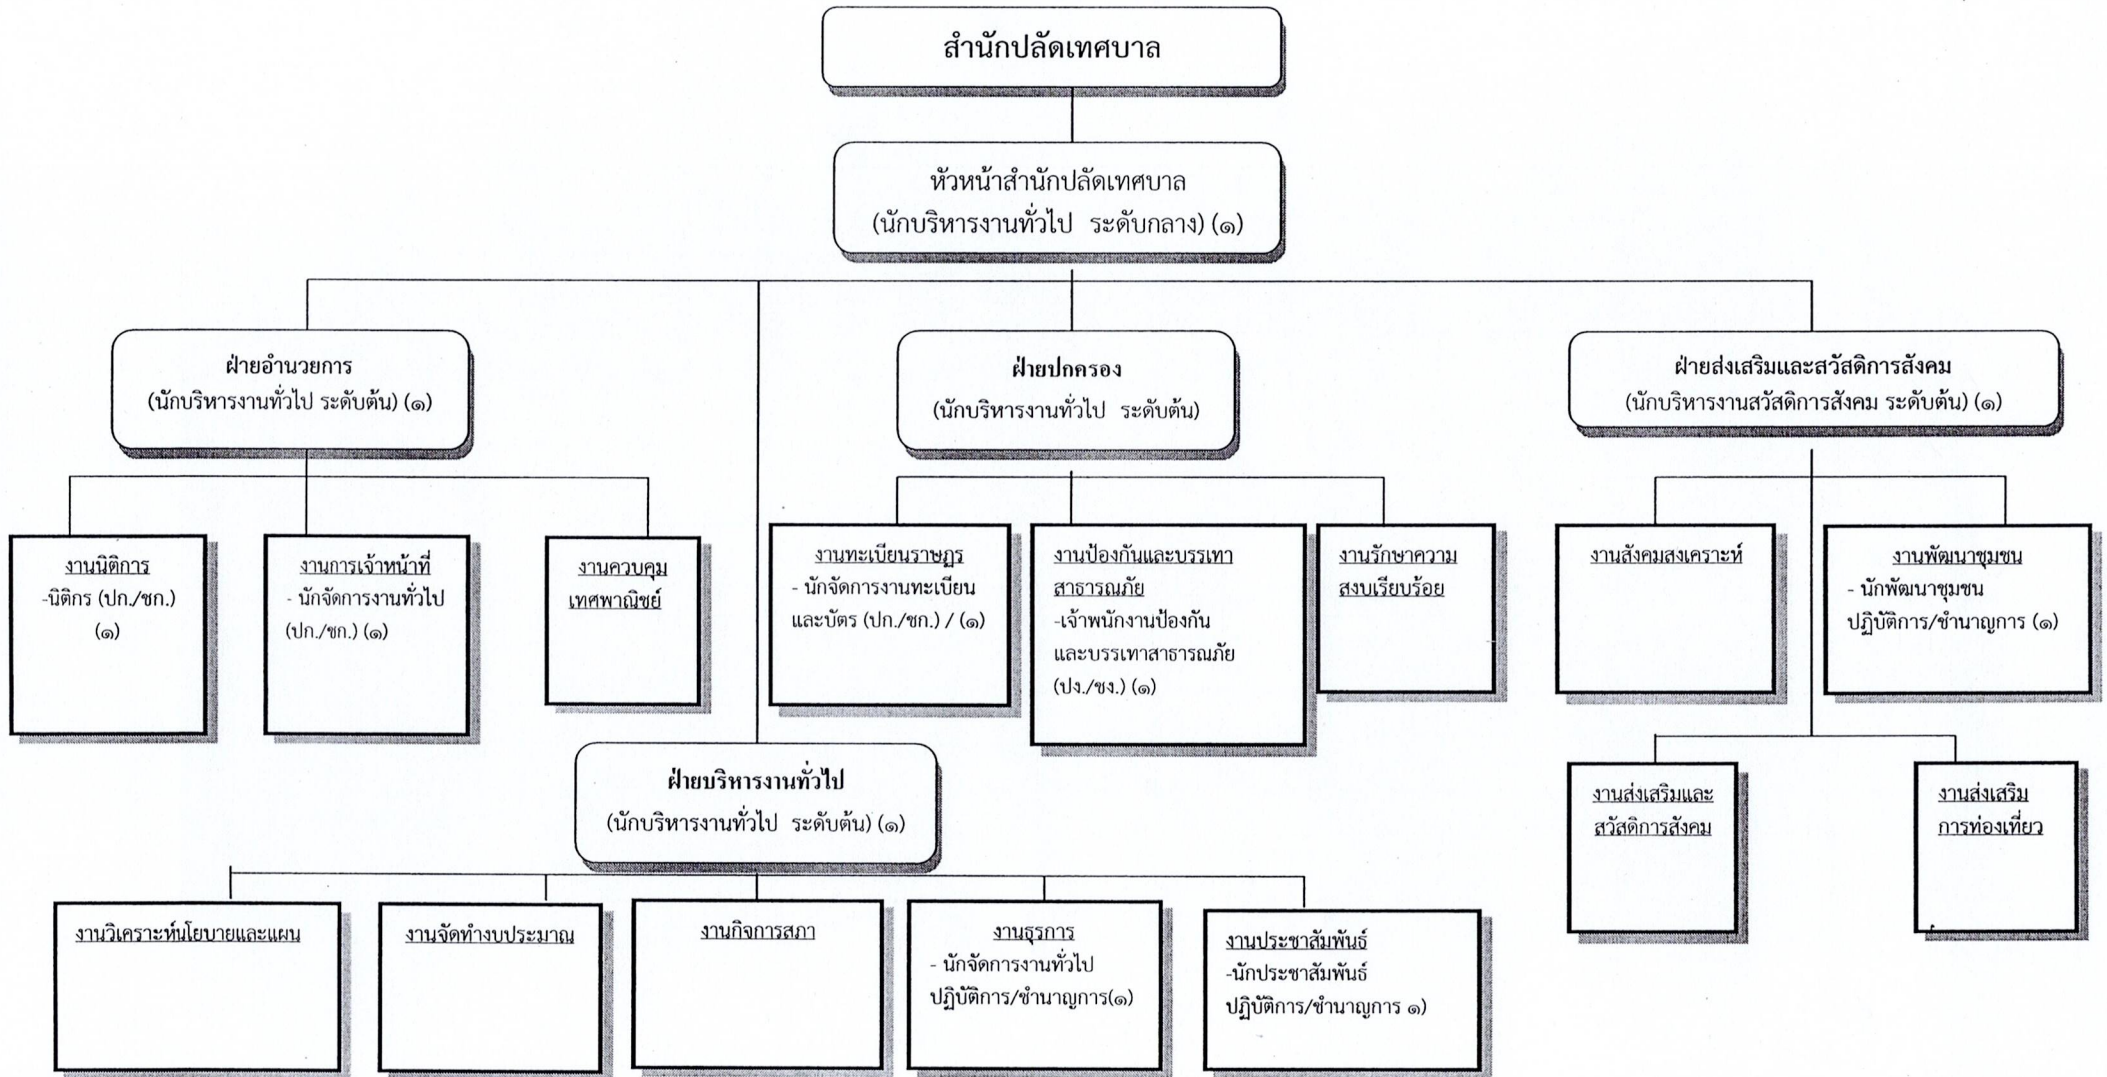 สำนักปลัดเทศบาล
หัวหน้าสำนักปลัดเทศบาล
(นักบริหารงานทั่วไป ระดับกลาง) (๑)
ฝ่ายอำนวยการ
(นักบริหารงานทั่วไป ระดับต้น) (๑)
ฝ่ายปกครอง
(นักบริหารงานทั่วไป ระดับต้น)
ฝ่ายส่งเสริมและสวัสดิการสังคม
(นักบริหารงานสวัสดิการสังคม ระดับต้น) (๑)
งานนิติการ
-นิติกร (ปก./ชก.)
(๑)
งานการเจ้าหน้าที่
- นักจัดการงานทั่วไป
(ปก./ชก.) (๑)
งานควบคุม
เทศพาณิชย์
งานทะเบียนราษฎร
- นักจัดการงานทะเบียน
และบัตร (ปก./ชก.) / (๑)
งานป้องกันและบรรเทา
สาธารณภัย
-เจ้าพนักงานป้องกัน
และบรรเทาสาธารณภัย
(ปง./ชง.) (๑)
งานรักษาความ
สงบเรียบร้อย
งานสังคมสงเคราะห์
งานพัฒนาชุมชน
- นักพัฒนาชุมชน
ปฏิบัติการ/ชำนาญการ (๑)
งานส่งเสริมและ
สวัสดิการสังคม
งานส่งเสริม
การท่องเที่ยว
ฝ่ายบริหารงานทั่วไป
(นักบริหารงานทั่วไป ระดับต้น) (๑)
งานวิเคราะห์นโยบายและแผน
งานจัดทำงบประมาณ
งานกิจการสภา
งานธุรการ
- นักจัดการงานทั่วไป
ปฏิบัติการ/ชำนาญการ(๑)
งานประชาสัมพันธ์
-นักประชาสัมพันธ์
ปฏิบัติการ/ชำนาญการ ๑)